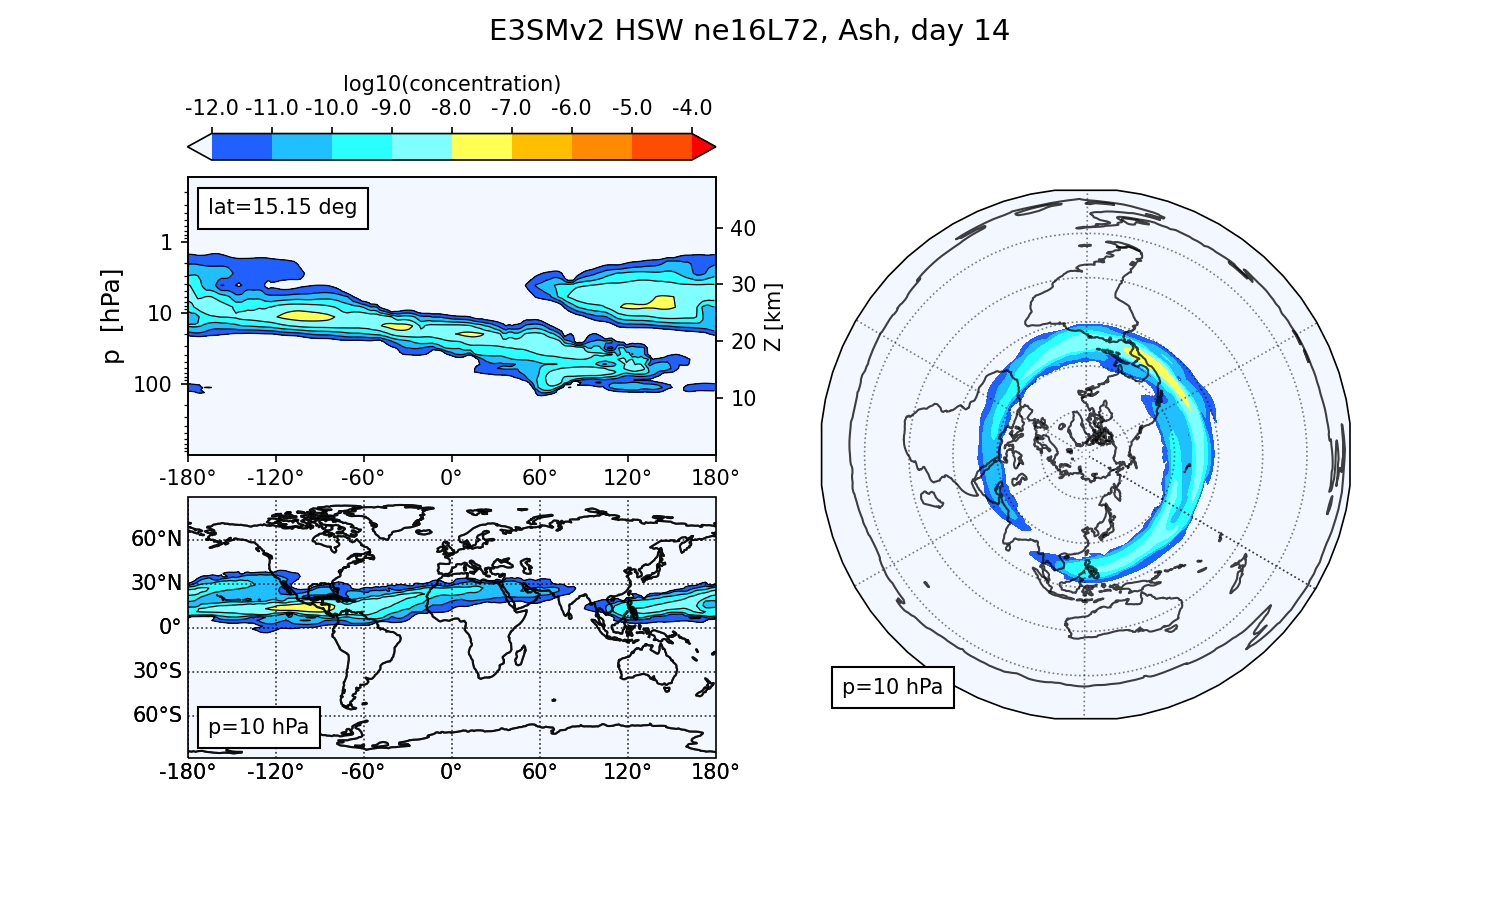 E3SMv2 HSW ne16L72, Ash, day 14
log10(concentration)
-12.0 -11.0 -10.0 -9.0 -8.0 -7.0 -6.0 -5.0 -4.0
lat=15.15 deg
p [hPa]
1
10
100
40
30
20
10
Z [km]
-180° -120° -60° 0° 60° 120° 180°
60°N
30°N
0°
30°S
60°S
p=10 hPa
-180° -120° -60° 0° 60° 120° 180°
p=10 hPa